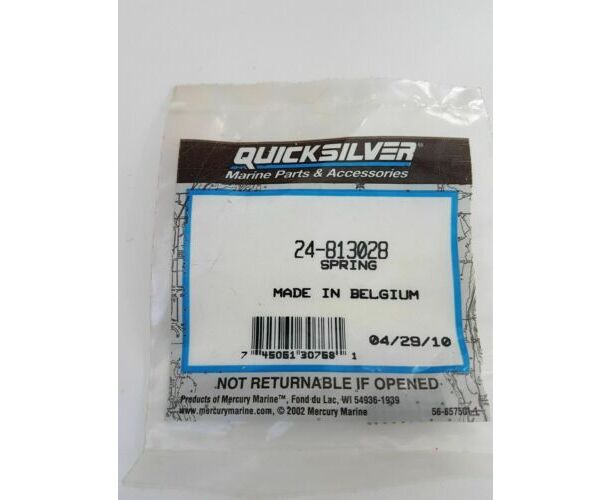 QUICKSILVER®
Marine Parts & Accessories
24-813028
SPRING
MADE IN BELGIUM
04/29/10
7 45061 30758 1
NOT RETURNABLE IF OPENED
Products of Mercury Marine™, Fond du Lac, WI 54936-1939
www.mercurymarine.com, © 2002 Mercury Marine